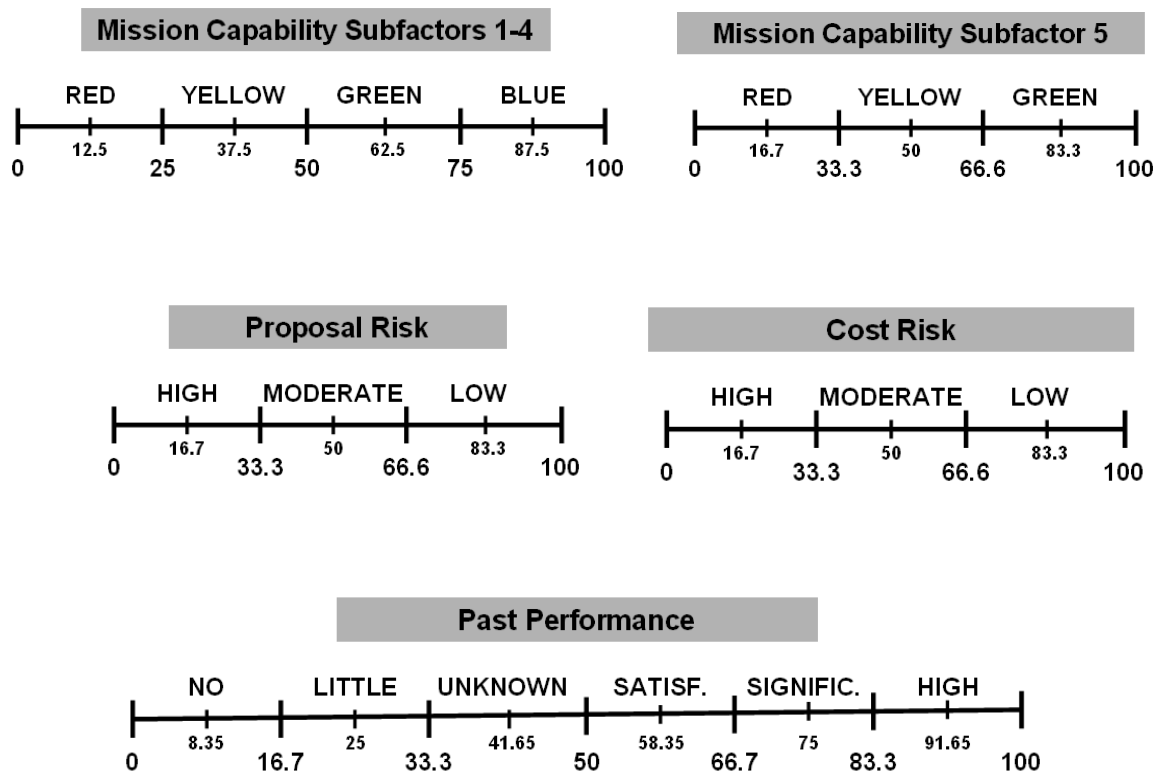 Mission Capability Subfactors 1-4
RED YELLOW GREEN BLUE
12.5 37.5 62.5 87.5
0 25 50 75 100
Mission Capability Subfactor 5
RED YELLOW GREEN
16.7 50 83.3
0 33.3 66.6 100
Proposal Risk
HIGH MODERATE LOW
16.7 50 83.3
0 33.3 66.6 100
Cost Risk
HIGH MODERATE LOW
16.7 50 83.3
0 33.3 66.6 100
Past Performance
NO LITTLE UNKNOWN SATISF. SIGNIFIC. HIGH
8.35 25 41.65 58.35 75 91.65
0 16.7 33.3 50 66.7 83.3 100